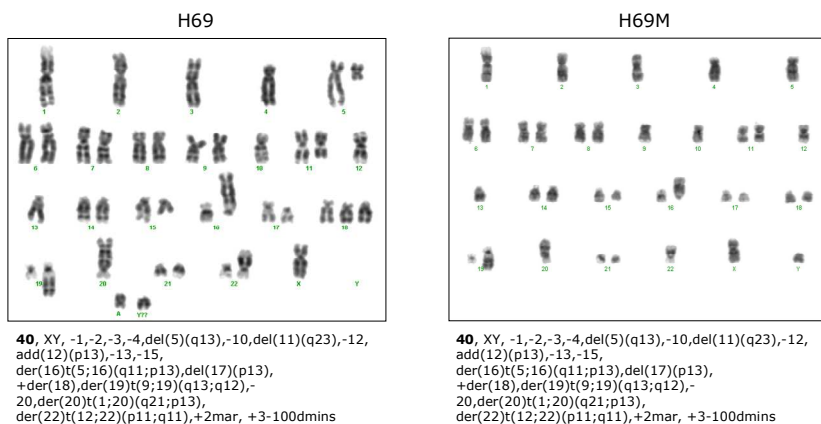 H69
H69M
1 2 3 4 5
6 7 8 9 10 11 12
13 14 15 16 17 18
19 20 21 22 X Y
A Y??
1 2 3 4 5
6 7 8 9 10 11 12
13 14 15 16 17 18
19 20 21 22 X Y
40, XY, -1,-2,-3,-4,del(5)(q13),-10,del(11)(q23),-12,
add(12)(p13),-13,-15,
der(16)t(5;16)(q11;p13),del(17)(p13),
+der(18),der(19)t(9;19)(q13;q12),-
20,der(20)t(1;20)(q21;p13),
der(22)t(12;22)(p11;q11),+2mar, +3-100dmins
40, XY, -1,-2,-3,-4,del(5)(q13),-10,del(11)(q23),-12,
add(12)(p13),-13,-15,
der(16)t(5;16)(q11;p13),del(17)(p13),
+der(18),der(19)t(9;19)(q13;q12),-
20,der(20)t(1;20)(q21;p13),
der(22)t(12;22)(p11;q11),+2mar, +3-100dmins